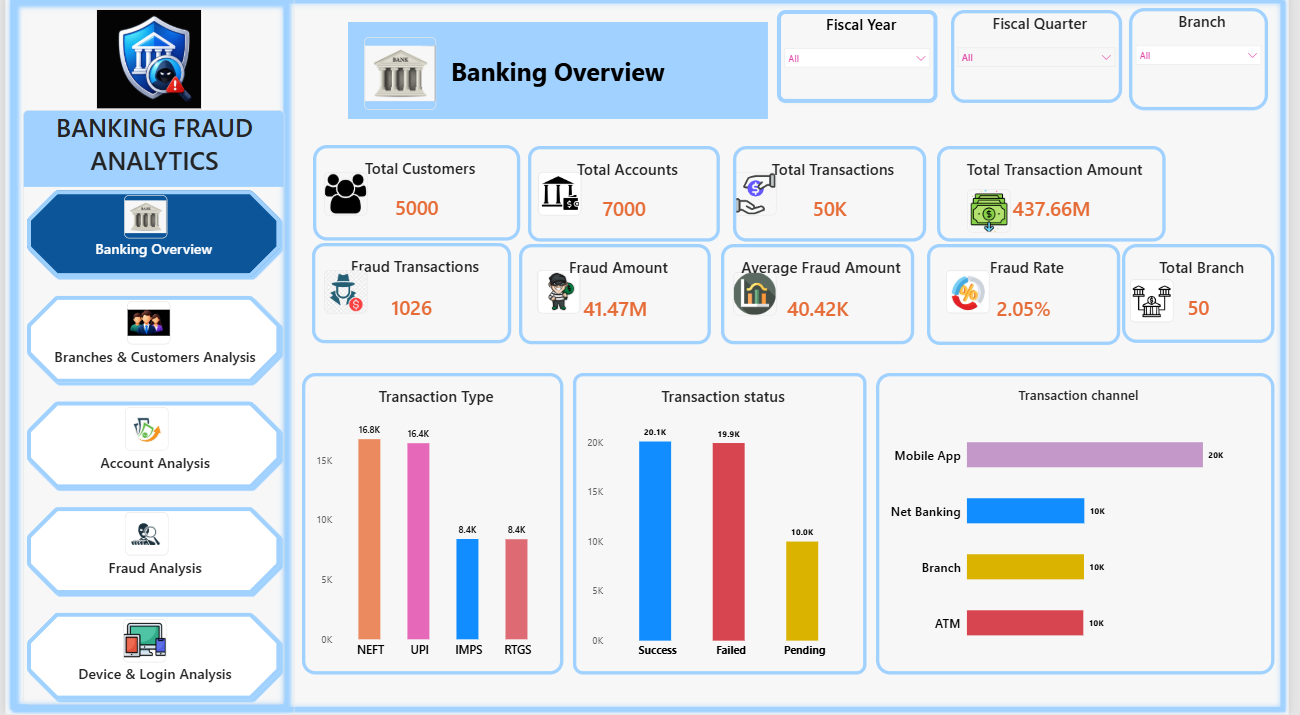 BANKING FRAUD
ANALYTICS
Banking Overview
Branches & Customers Analysis
Account Analysis
Fraud Analysis
Device & Login Analysis
BANK
Banking Overview
Fiscal Year
All
Fiscal Quarter
All
Branch
All
Total Customers
5000
Total Accounts
7000
Total Transactions
50K
Total Transaction Amount
437.66M
Fraud Transactions
1026
Fraud Amount
41.47M
Average Fraud Amount
40.42K
Fraud Rate
2.05%
Total Branch
50
Transaction Type
16.8K
16.4K
8.4K
8.4K
15K
10K
5K
0K
NEFT UPI IMPS RTGS
Transaction status
20.1K
19.9K
10.0K
20K
15K
10K
5K
0K
Success Failed Pending
Transaction channel
Mobile App 20K
Net Banking 10K
Branch 10K
ATM 10K